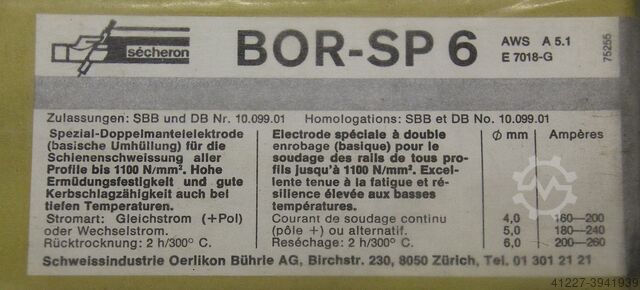 sécheron
BOR-SP 6
AWS A 5.1
E 7018-G
75255
Zulassungen: SBB und DB Nr. 10.099.01 Homologations: SBB et DB No. 10.099.01
Spezial-Doppelmantelelektrode
(basische Umhüllung) für die
Schienenschweissung aller
Profile bis 1100 N/mm². Hohe
Ermüdungsfestigkeit und gute
Kerbschlagzähigkeit auch bei
tiefen Temperaturen.
Stromart: Gleichstrom (+Pol)
oder Wechselstrom.
Rücktrocknung: 2 h/300° C.
Electrode spéciale à double
enrobage (basique) pour le
soudage des rails de tous pro-
fils jusqu'à 1100 N/mm². Excel-
lente tenue à la fatigue et ré-
silience élevée aux basses
températures.
Courant de soudage continu
(pôle +) ou alternatif.
Reséchage: 2 h/300° C.
Ø mm Ampères
4,0 160—200
5,0 180—240
6,0 200—260
Schweissindustrie Oerlikon Bührle AG, Birchstr. 230, 8050 Zürich, Tel. 01 301 21 21
41227-3941939